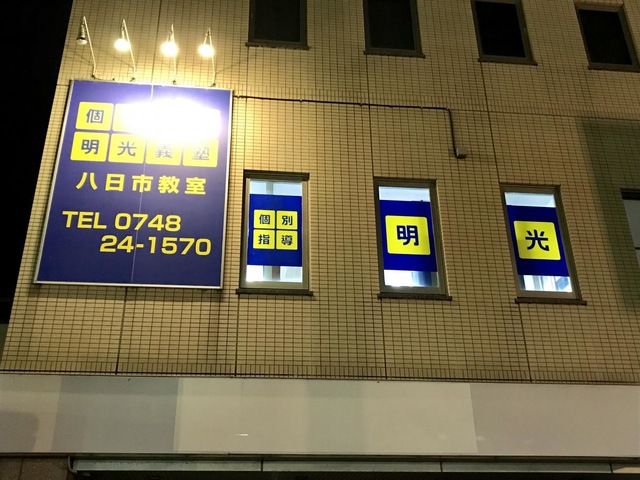 個
明光義塾
八日市教室
TEL 0748
24-1570
個別
指導
明
光